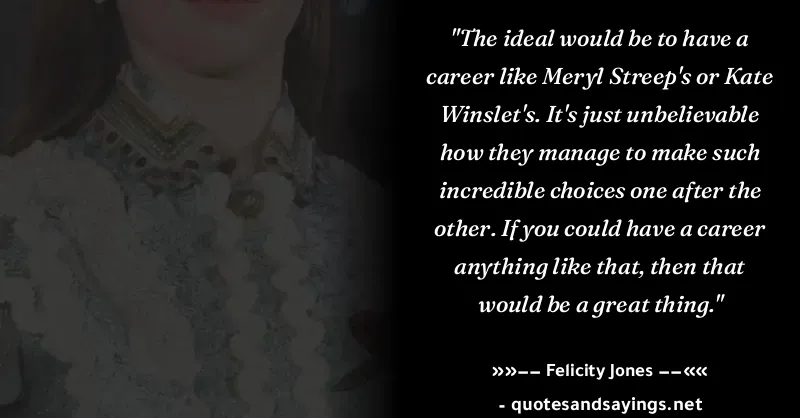 "The ideal would be to have a
career like Meryl Streep's or Kate
Winslet's. It's just unbelievable
how they manage to make such
incredible choices one after the
other. If you could have a career
anything like that, then that
would be a great thing."
»»–– Felicity Jones ––««
- quotesandsayings.net